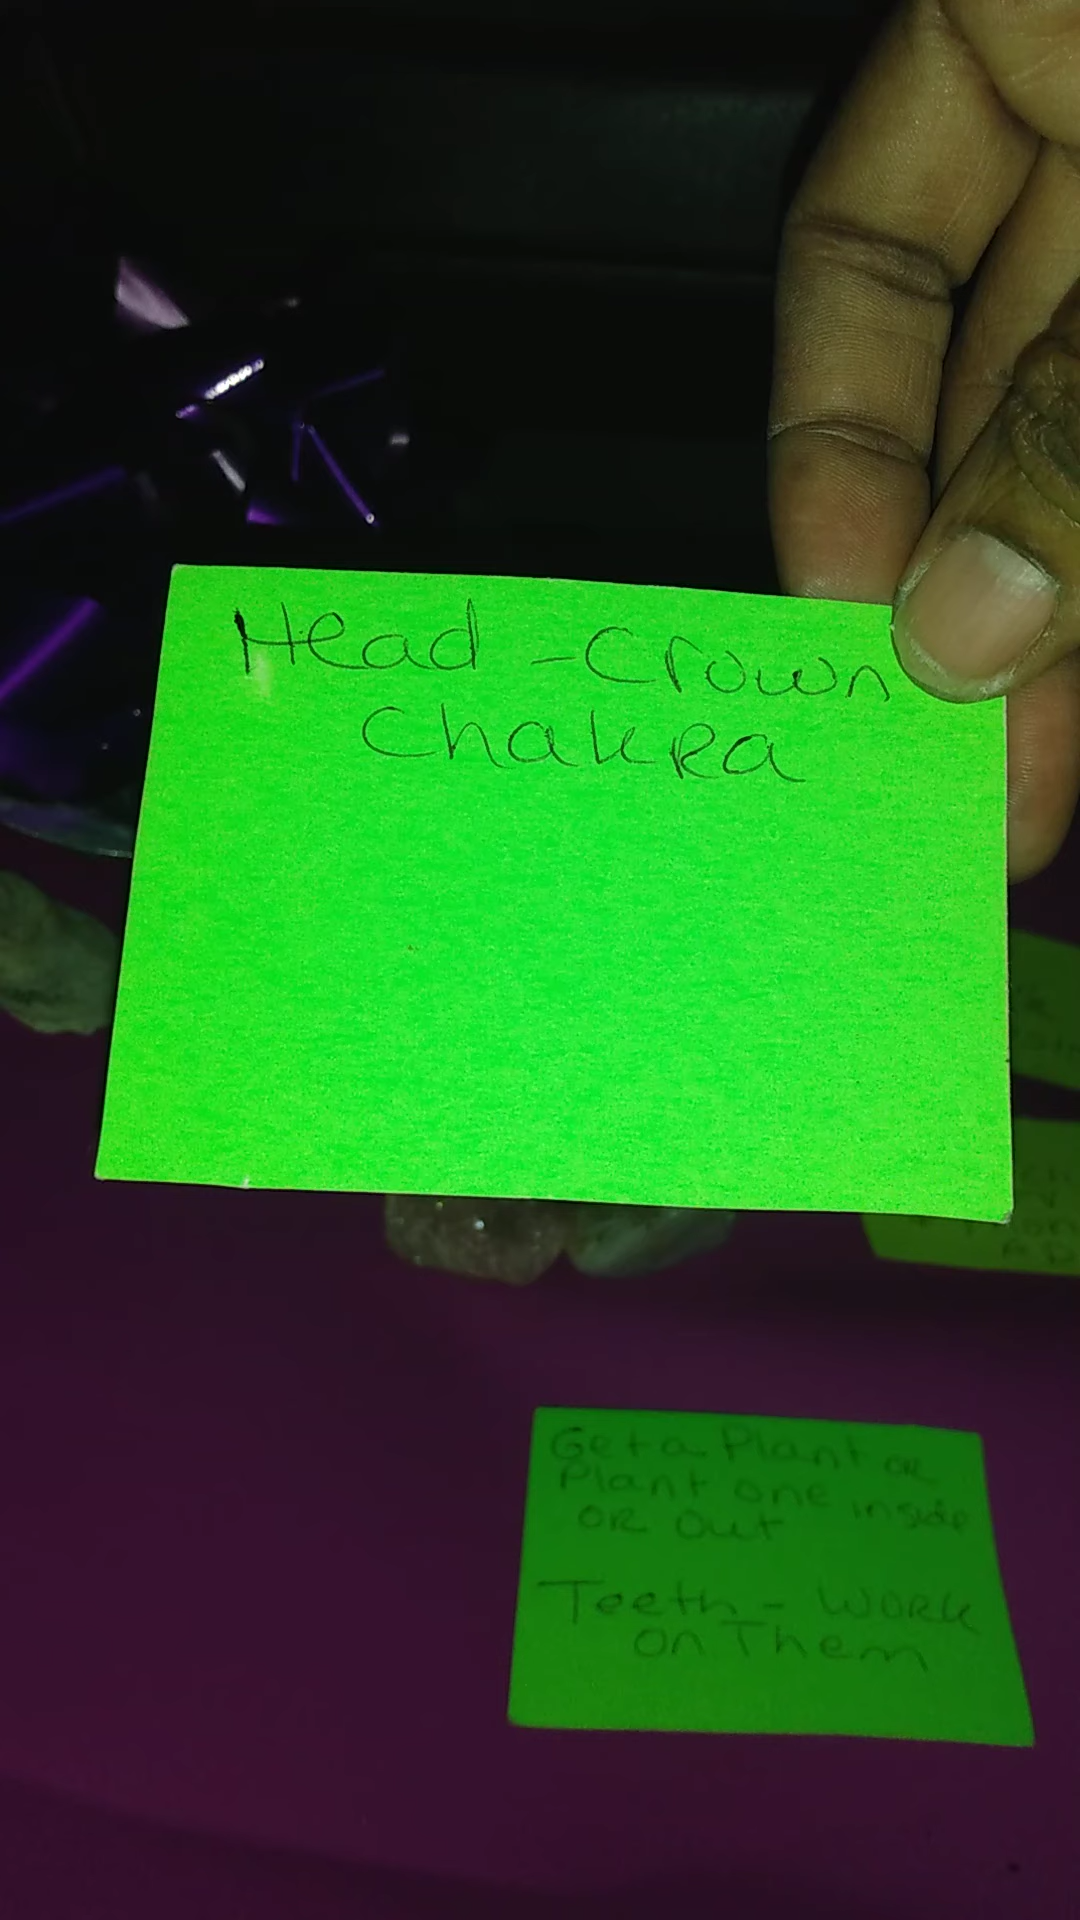 Head - Crown
Chakra
Get a Plant or
Plant one inside
OR Out
Teeth - Work
on Them